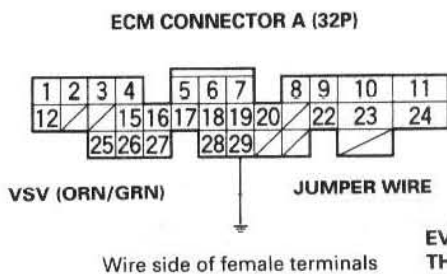 ECM CONNECTOR A (32P)
1 2 3 4 5 6 7 8 9 10 11
12 15 16 17 18 19 20 22 23 24
25 26 27 28 29
VSV (ORN/GRN)
JUMPER WIRE
Wire side of female terminals
EV
Th